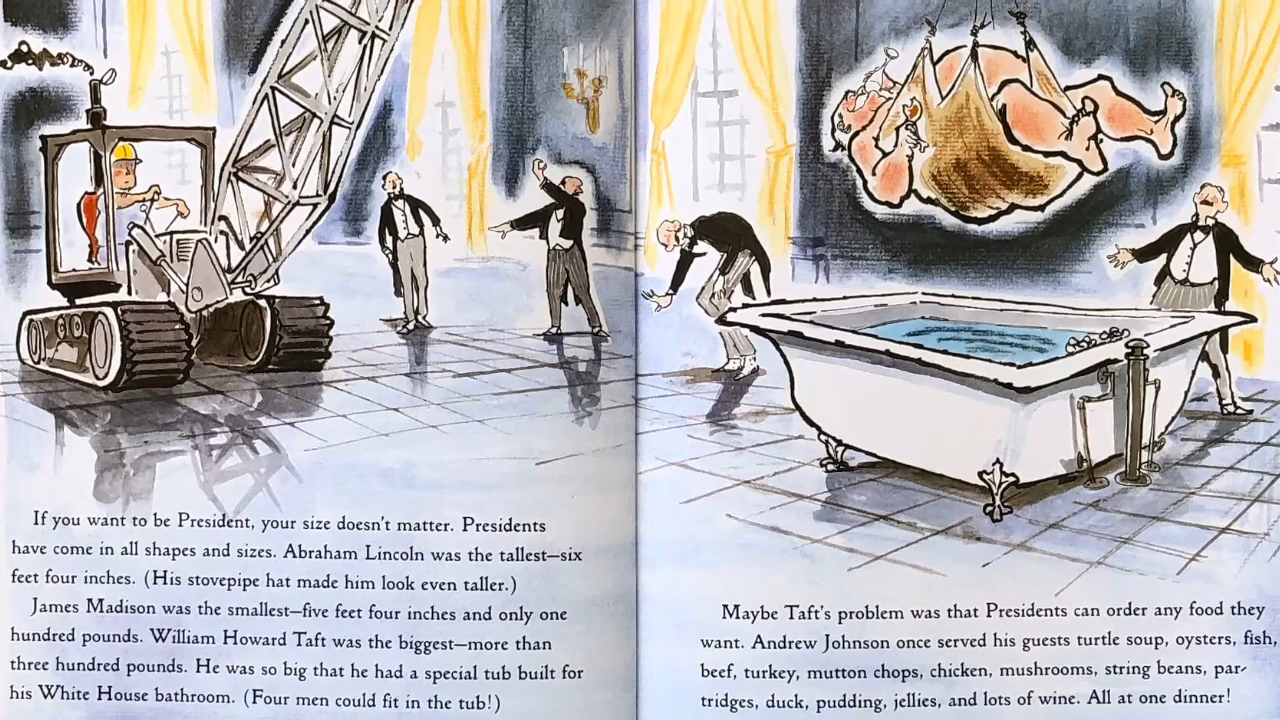 If you want to be President, your size doesn't matter. Presidents
have come in all shapes and sizes. Abraham Lincoln was the tallest—six
feet four inches. (His stovepipe hat made him look even taller.)
James Madison was the smallest—five feet four inches and only one
hundred pounds. William Howard Taft was the biggest—more than
three hundred pounds. He was so big that he had a special tub built for
his White House bathroom. (Four men could fit in the tub!)
Maybe Taft's problem was that Presidents can order any food they
want. Andrew Johnson once served his guests turtle soup, oysters, fish,
beef, turkey, mutton chops, chicken, mushrooms, string beans, par-
tridges, duck, pudding, jellies, and lots of wine. All at one dinner!